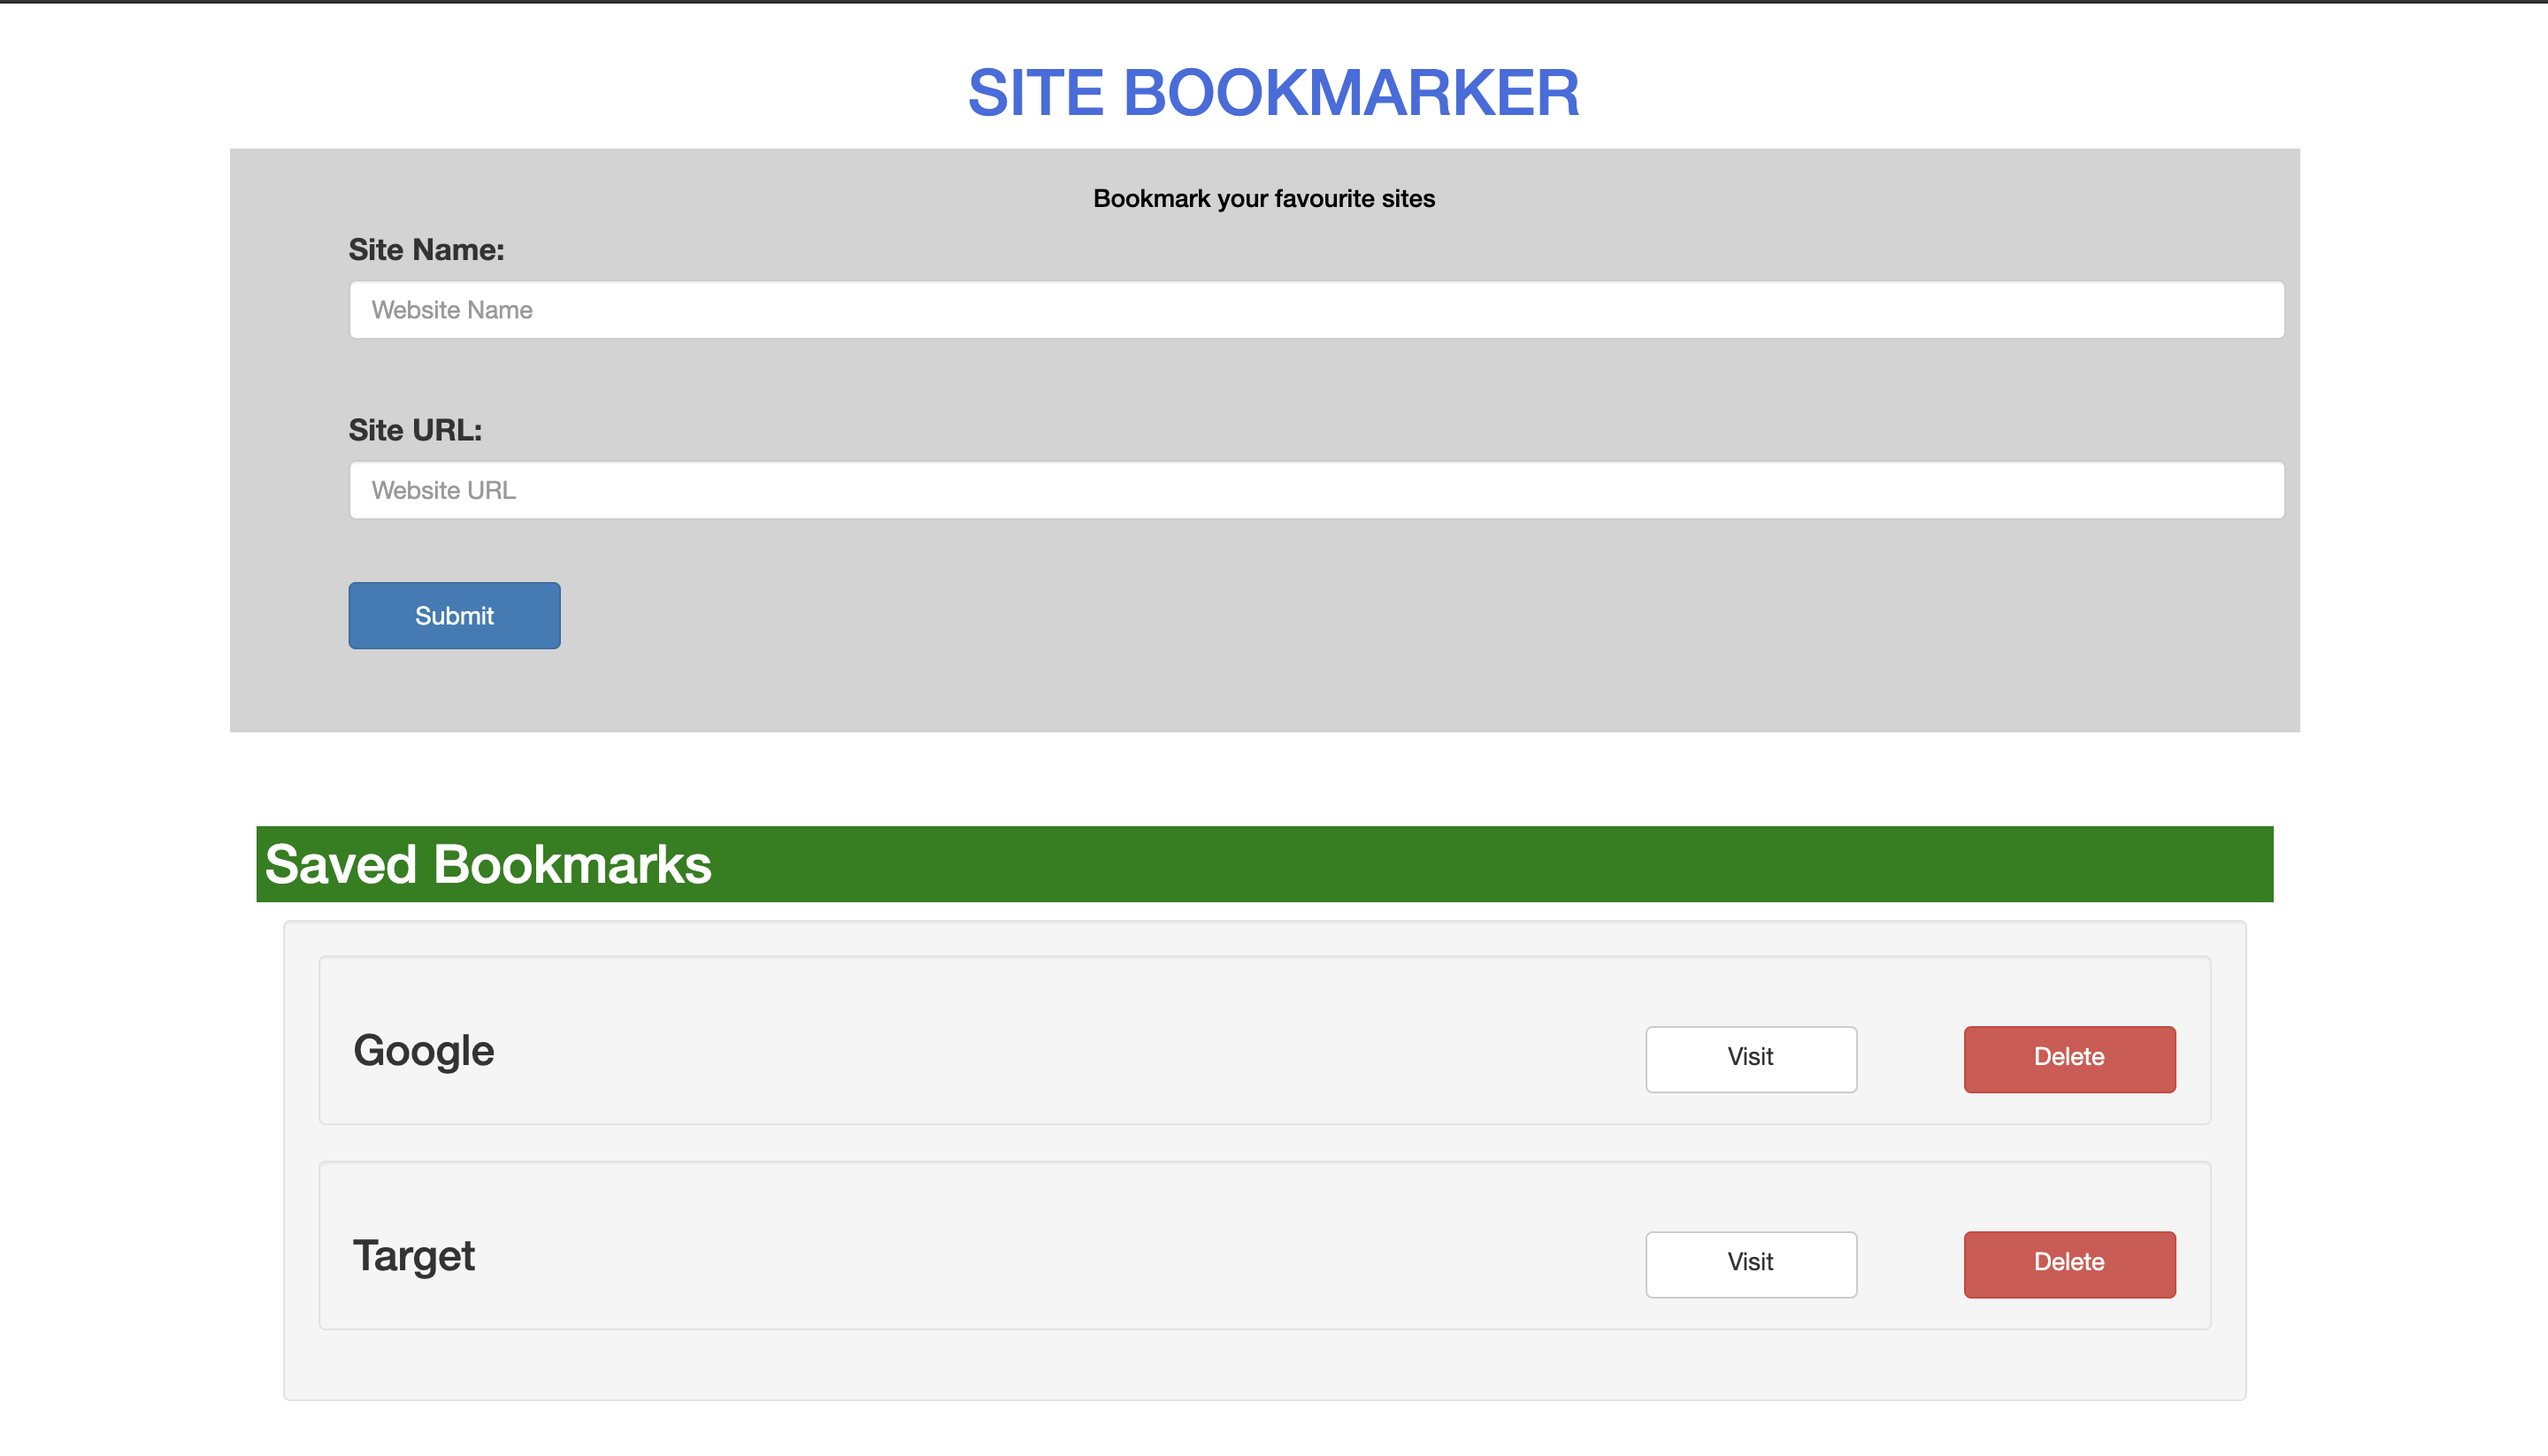 SITE BOOKMARKER
Bookmark your favourite sites
Site Name:
Website Name
Site URL:
Website URL
Submit
Saved Bookmarks
Google Visit Delete
Target Visit Delete